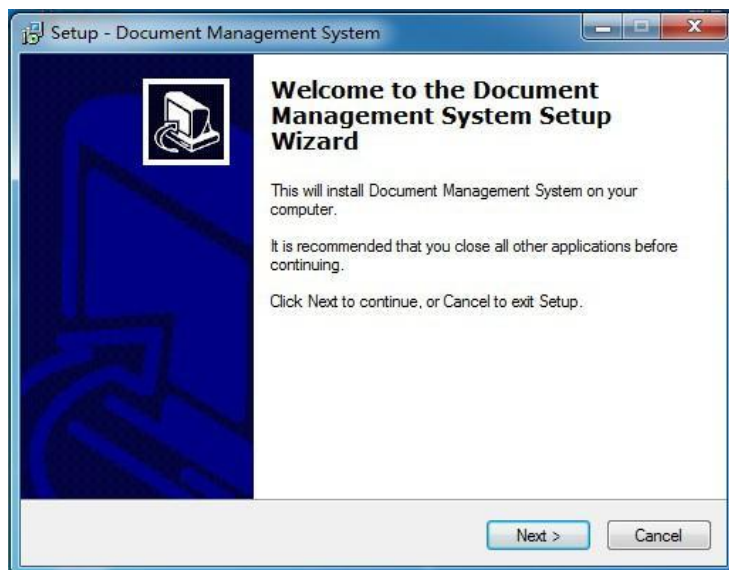 Setup - Document Management System
Welcome to the Document
Management System Setup
Wizard
This will install Document Management System on your
computer.
It is recommended that you close all other applications before
continuing.
Click Next to continue, or Cancel to exit Setup.
Next >
Cancel